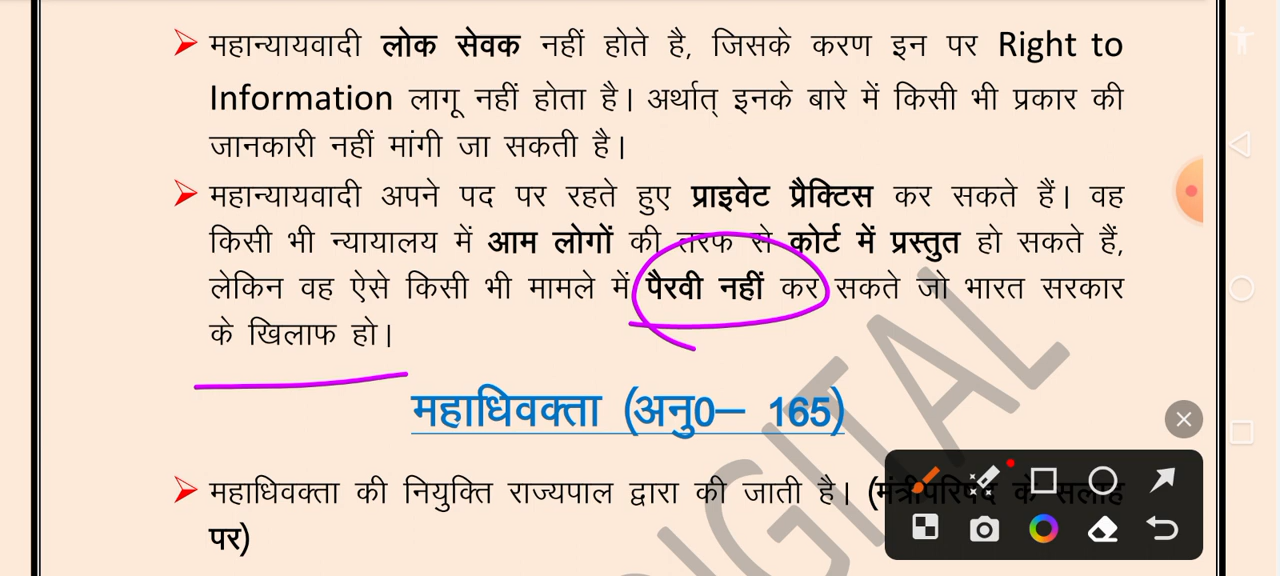 महान्यायवादी लोक सेवक नहीं होते है, जिसके करण इन पर Right to
Information लागू नहीं होता है। अर्थात् इनके बारे में किसी भी प्रकार की
जानकारी नहीं मांगी जा सकती है।
महान्यायवादी अपने पद पर रहते हुए प्राइवेट प्रैक्टिस कर सकते हैं। वह
किसी भी न्यायालय में आम लोगों की तरफ से कोर्ट में प्रस्तुत हो सकते हैं,
लेकिन वह ऐसे किसी भी मामले में पैरवी नहीं कर सकते जो भारत सरकार
के खिलाफ हो।
महाधिवक्ता (अनु0– 165)
महाधिवक्ता की नियुक्ति राज्यपाल द्वारा की जाती है। (मंत्रीपरिषद के सलाह
पर)
DIGITAL